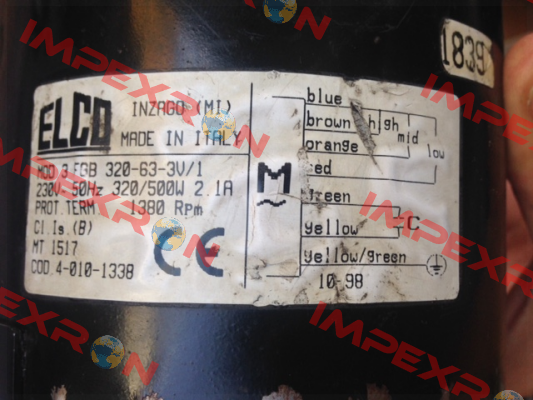 1839
ELCO
INZAGO (MI)
MADE IN ITALY
MOD 3 FGB 320-63-3V/1
230V- 50Hz 320/500W 2.1A
PROT.TERM 1380 Rpm
Cl.Is.(B)
MT 1517
COD.4-010-1338
CE
M
blue
brown high
mid
orange low
red
green
C
yellow
yellow/green
10-98
IMPEXRON
IMPEXRON
IMPEXRON
IMPEXRON